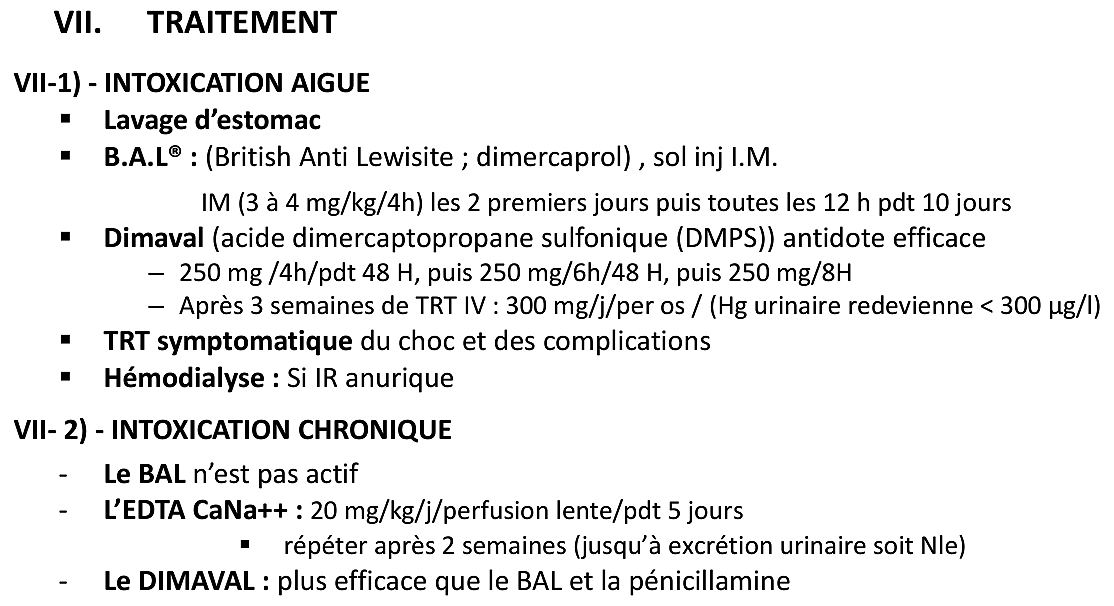 VII. TRAITEMENT
VII-1) - INTOXICATION AIGUE
▪ Lavage d’estomac
▪ B.A.L® : (British Anti Lewisite ; dimercaprol) , sol inj I.M.
IM (3 à 4 mg/kg/4h) les 2 premiers jours puis toutes les 12 h pdt 10 jours
▪ Dimaval (acide dimercaptopropane sulfonique (DMPS)) antidote efficace
– 250 mg /4h/pdt 48 H, puis 250 mg/6h/48 H, puis 250 mg/8H
– Après 3 semaines de TRT IV : 300 mg/j/per os / (Hg urinaire redevienne < 300 µg/l)
▪ TRT symptomatique du choc et des complications
▪ Hémodialyse : Si IR anurique
VII- 2) - INTOXICATION CHRONIQUE
- Le BAL n’est pas actif
- L’EDTA CaNa++ : 20 mg/kg/j/perfusion lente/pdt 5 jours
▪ répéter après 2 semaines (jusqu’à excrétion urinaire soit Nle)
- Le DIMAVAL : plus efficace que le BAL et la pénicillamine